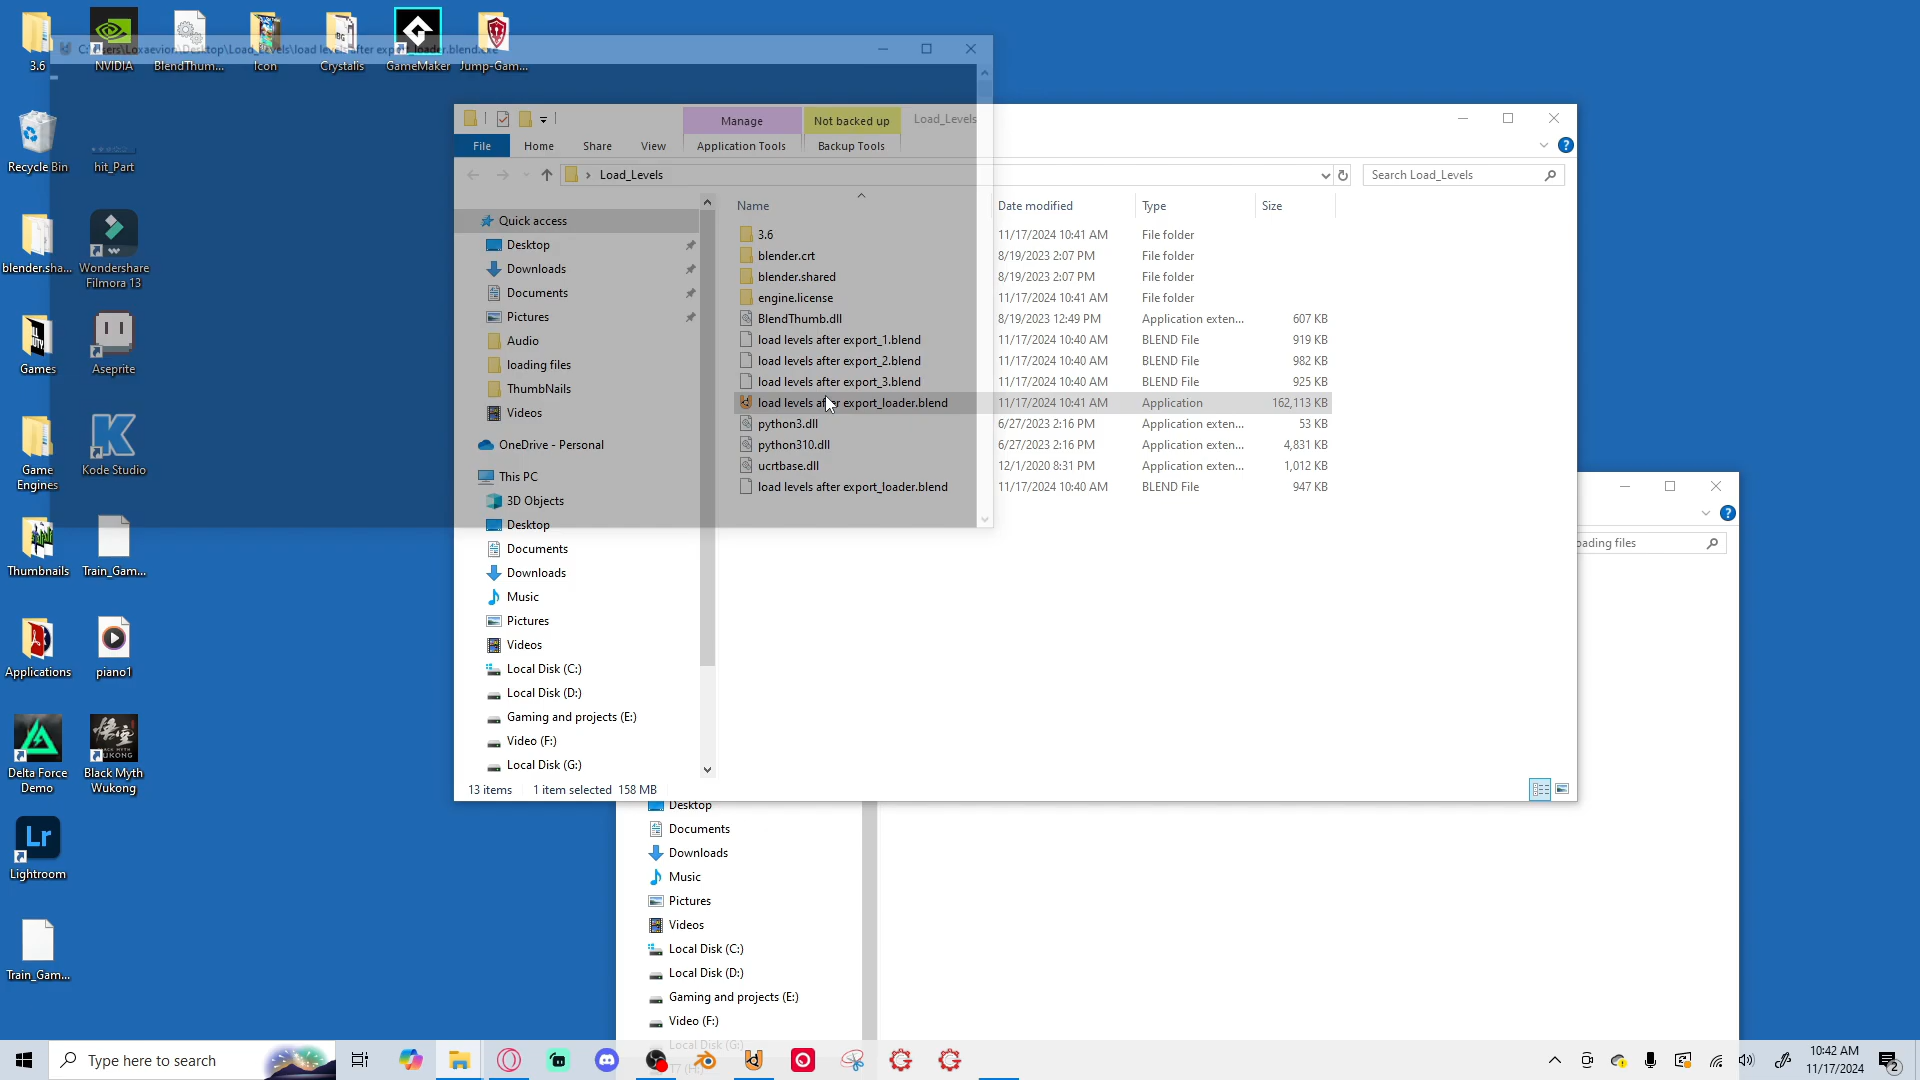 3.6
NVIDIA
BlendThum...
Icon
Crystalis
GameMaker
Jump-Gam...
Recycle Bin
hit_Part
blender.sha...
Wondershare
Filmora 13
Games
Aseprite
Game
Engines
Kode Studio
Thumbnails
Train_Gam...
Applications
piano1
Delta Force
Demo
Black Myth
Wukong
Lr
Lightroom
Train_Gam...
Manage
Not backed up
Load_Levels
File
Home
Share
View
Application Tools
Backup Tools
Load_Levels
Search Load_Levels
Quick access
Desktop
Downloads
Documents
Pictures
Audio
loading files
ThumbNails
Videos
OneDrive - Personal
This PC
3D Objects
Desktop
Documents
Downloads
Music
Pictures
Videos
Local Disk (C:)
Local Disk (D:)
Gaming and projects (E:)
Video (F:)
Local Disk (G:)
Name Date modified Type Size
3.6 11/17/2024 10:41 AM File folder
blender.crt 8/19/2023 2:07 PM File folder
blender.shared 8/19/2023 2:07 PM File folder
engine.license 11/17/2024 10:41 AM File folder
BlendThumb.dll 8/19/2023 12:49 PM Application exten... 607 KB
load levels after export_1.blend 11/17/2024 10:40 AM BLEND File 919 KB
load levels after export_2.blend 11/17/2024 10:40 AM BLEND File 982 KB
load levels after export_3.blend 11/17/2024 10:40 AM BLEND File 925 KB
load levels after export_loader.blend 11/17/2024 10:41 AM Application 162,113 KB
python3.dll 6/27/2023 2:16 PM Application exten... 53 KB
python310.dll 6/27/2023 2:16 PM Application exten... 4,831 KB
ucrtbase.dll 12/1/2020 8:31 PM Application exten... 1,012 KB
load levels after export_loader.blend 11/17/2024 10:40 AM BLEND File 947 KB
13 items 1 item selected 158 MB
files
Desktop
Documents
Downloads
Music
Pictures
Videos
Local Disk (C:)
Local Disk (D:)
Gaming and projects (E:)
Video (F:)
Type here to search
10:42 AM
11/17/2024
2